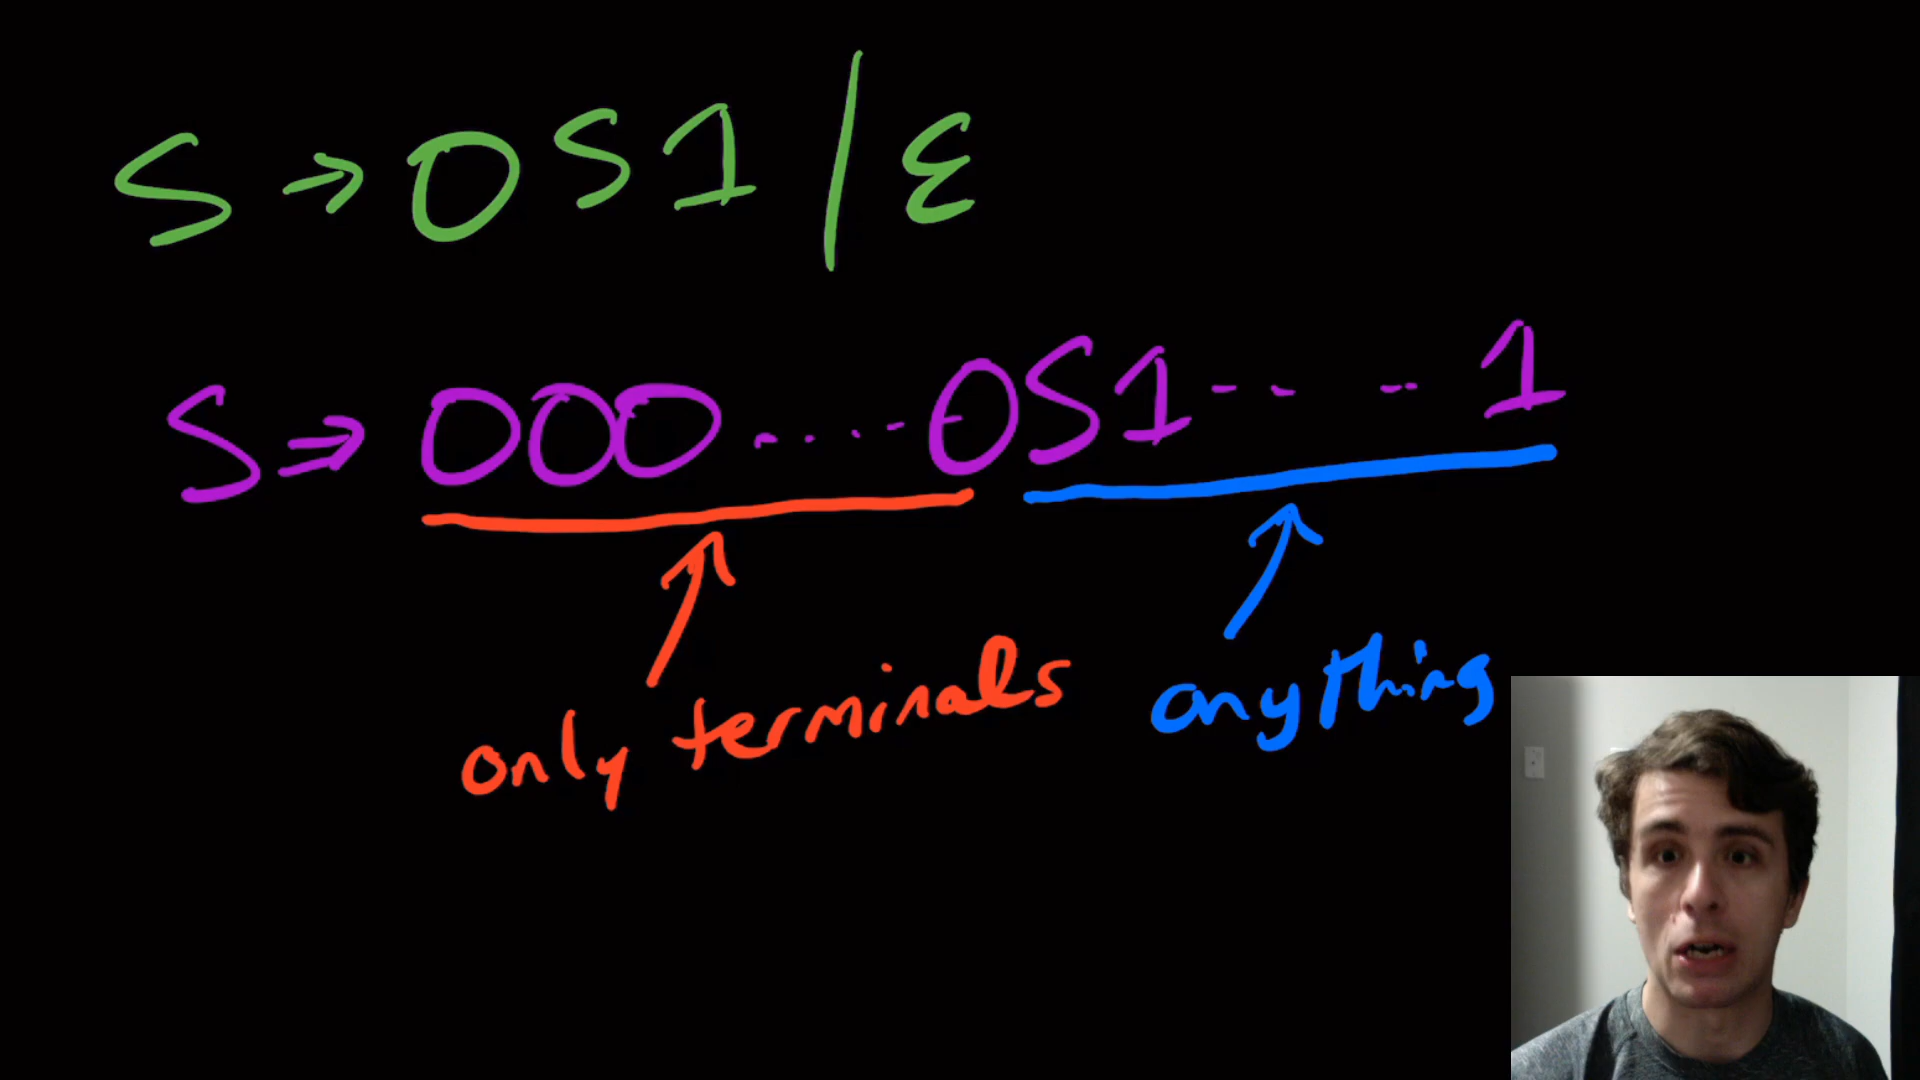 S → 0S1 / ε
S ⇒ 000....0S1-- --1
only terminals
anything